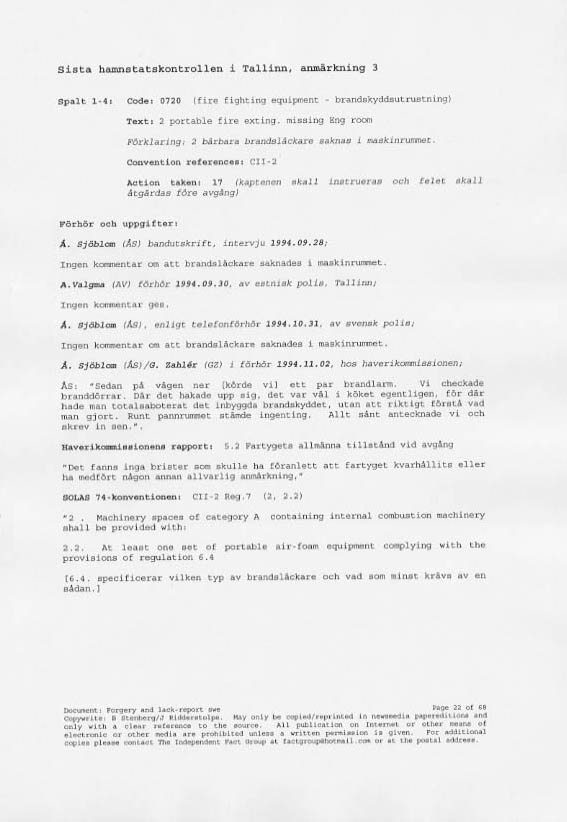 Sista hamnstatskontrollen i Tallinn, anmärkning 3
Spalt 1-4: Code: 0720 (fire fighting equipment - brandskyddsutrustning)
Text: 2 portable fire exting. missing Eng room
Förklaring: 2 bärbara brandsläckare saknas i maskinrummet.
Convention references: CII-2
Action taken: 17 (kaptenen skall instrueras och felet skall
åtgärdas före avgång)
Förhör och uppgifter:
Å. Sjöblom (ÅS) bandutskrift, intervju 1994.09.28;
Ingen kommentar om att brandsläckare saknades i maskinrummet.
A.Valgma (AV) förhör 1994.09.30, av estnisk polis, Tallinn;
Ingen kommentar ges.
Å. Sjöblom (ÅS), enligt telefonförhör 1994.10.31, av svensk polis;
Ingen kommentar om att brandsläckare saknades i maskinrummet.
Å. Sjöblom (ÅS)/G. Zahlér (GZ) i förhör 1994.11.02, hos haverikommissionen;
ÅS: "Sedan på vägen ner [körde vi] ett par brandlarm. Vi checkade
branddörrar. Där det hakade upp sig, det var väl i köket egentligen, för där
hade man totalsaboterat det inbyggda brandskyddet, utan att riktigt förstå vad
man gjort. Runt pannrummet stämde ingenting. Allt sånt antecknade vi och
skrev in sen.".
Haverikommissionens rapport: 5.2 Fartygets allmänna tillstånd vid avgång
"Det fanns inga brister som skulle ha föranlett att fartyget kvarhållits eller
ha medfört någon annan allvarlig anmärkning,"
SOLAS 74-konventionen: CII-2 Reg.7 (2, 2.2)
"2 . Machinery spaces of category A containing internal combustion machinery
shall be provided with:
2.2. At least one set of portable air-foam equipment complying with the
provisions of regulation 6.4
[6.4. specificerar vilken typ av brandsläckare och vad som minst krävs av en
sådan.]
Document: Forgery and lack-report swe Page 22 of 68
Copywrite: B Stenberg/J Ridderstolpe. May only be copied/reprinted in newsmedia papereditions and
only with a clear reference to the source. All publication on Internet or other means of
electronic or other media are prohibited unless a written permission is given. For additional
copies please contact The Independent Fact Group at factgroup@hotmail.com or at the postal address.